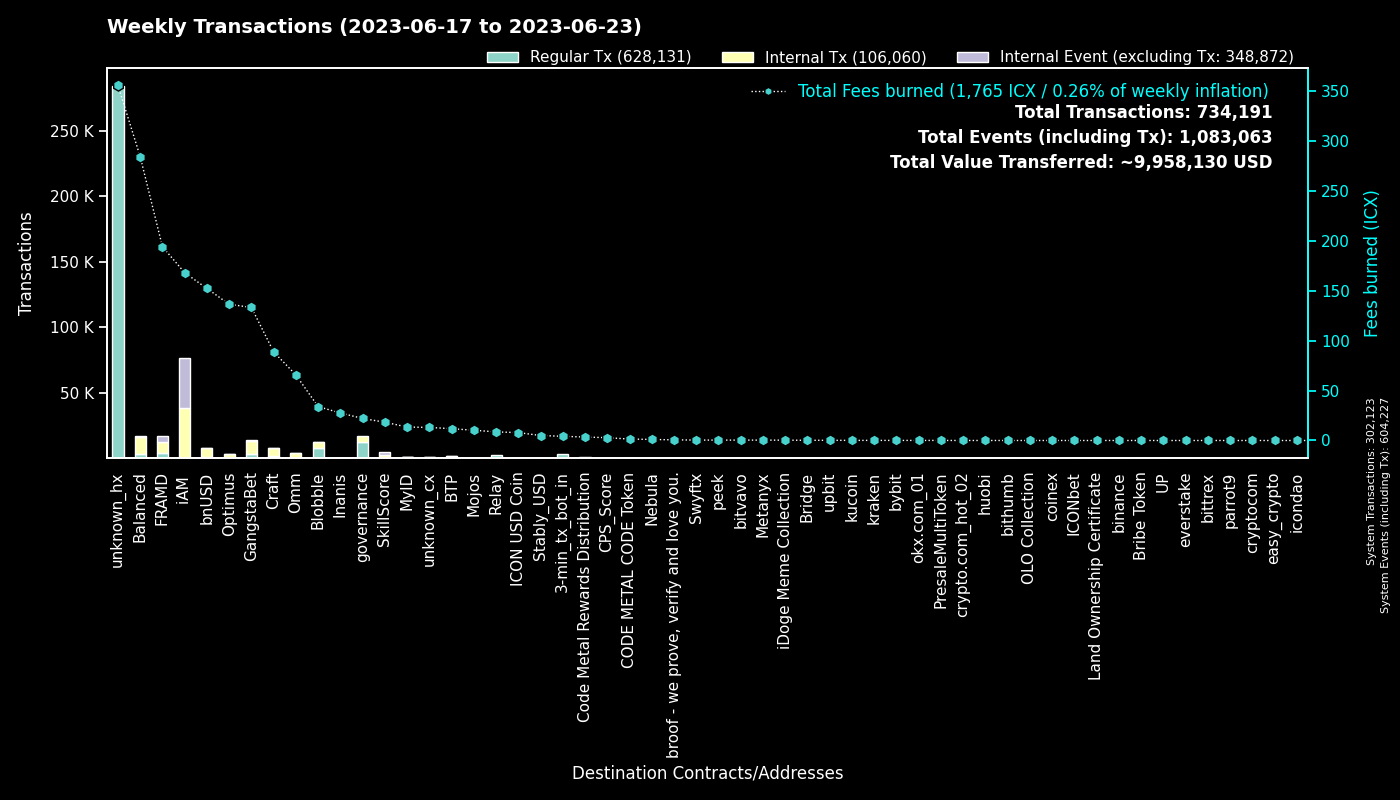 Weekly Transactions (2023-06-17 to 2023-06-23)
Regular Tx (628,131)
Internal Tx (106,060)
Internal Event (excluding Tx: 348,872)
Total Fees burned (1,765 ICX / 0.26% of weekly inflation)
Total Transactions: 734,191
Total Events (including Tx): 1,083,063
Total Value Transferred: ~9,958,130 USD
Transactions
250 K
200 K
150 K
100 K
50 K
350
300
250
200
150
100
50
0
Fees burned (ICX)
System Transactions: 302,123
System Events (including Tx): 604,227
unknown_hx
Balanced
FRAMD
iAM
bnUSD
Optimus
GangstaBet
Craft
Omm
Blobble
Inanis
governance
SkillScore
MyID
unknown_cx
BTP
Mojos
Relay
ICON USD Coin
Stably_USD
3-min_tx_bot_in
Code Metal Rewards Distribution
CPS_Score
CODE METAL CODE Token
Nebula
broof - we prove, verify and love you.
Swyftx
peek
bitvavo
Metanyx
iDoge Meme Collection
Bridge
upbit
kucoin
kraken
bybit
okx.com_01
PresaleMultiToken
crypto.com_hot_02
huobi
bithumb
OLO Collection
coinex
ICONbet
Land Ownership Certificate
binance
Bribe Token
UP
everstake
bittrex
parrot9
cryptocom
easy_crypto
icondao
Destination Contracts/Addresses